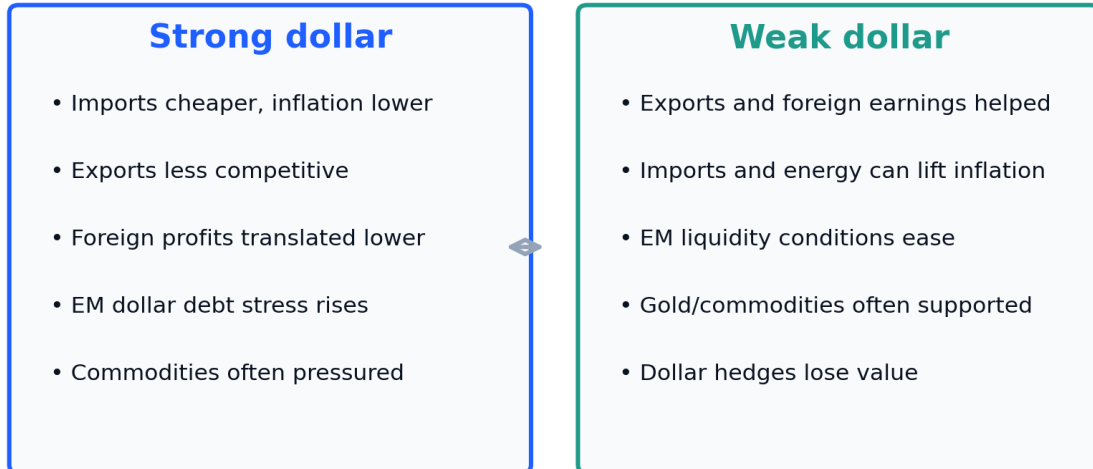 Strong dollar
• Imports cheaper, inflation lower
• Exports less competitive
• Foreign profits translated lower
• EM dollar debt stress rises
• Commodities often pressured
Weak dollar
• Exports and foreign earnings helped
• Imports and energy can lift inflation
• EM liquidity conditions ease
• Gold/commodities often supported
• Dollar hedges lose value